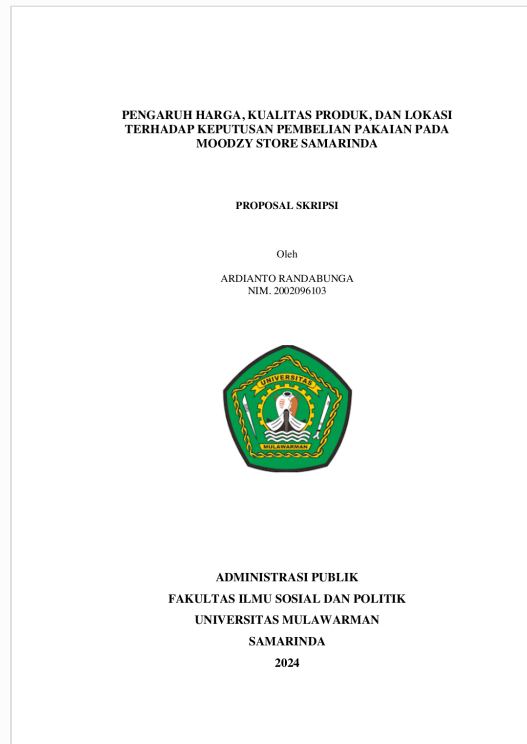 PENGARUH HARGA, KUALITAS PRODUK, DAN LOKASI
TERHADAP KEPUTUSAN PEMBELIAN PAKAIAN PADA
MOODZY STORE SAMARINDA
PROPOSAL SKRIPSI
Oleh
ARDIANTO RANDABUNGA
NIM. 2002096103
UNIVERSITAS
MULAWARMAN
ADMINISTRASI PUBLIK
FAKULTAS ILMU SOSIAL DAN POLITIK
UNIVERSITAS MULAWARMAN
SAMARINDA
2024